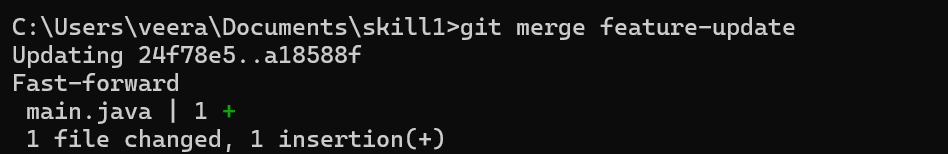 C:\Users\veera\Documents\skill1>git merge feature-update
Updating 24f78e5..a18588f
Fast-forward
 main.java | 1 +
 1 file changed, 1 insertion(+)